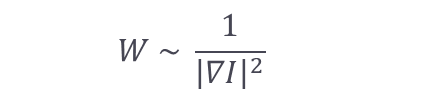 W ~ 1 / |∇I|²